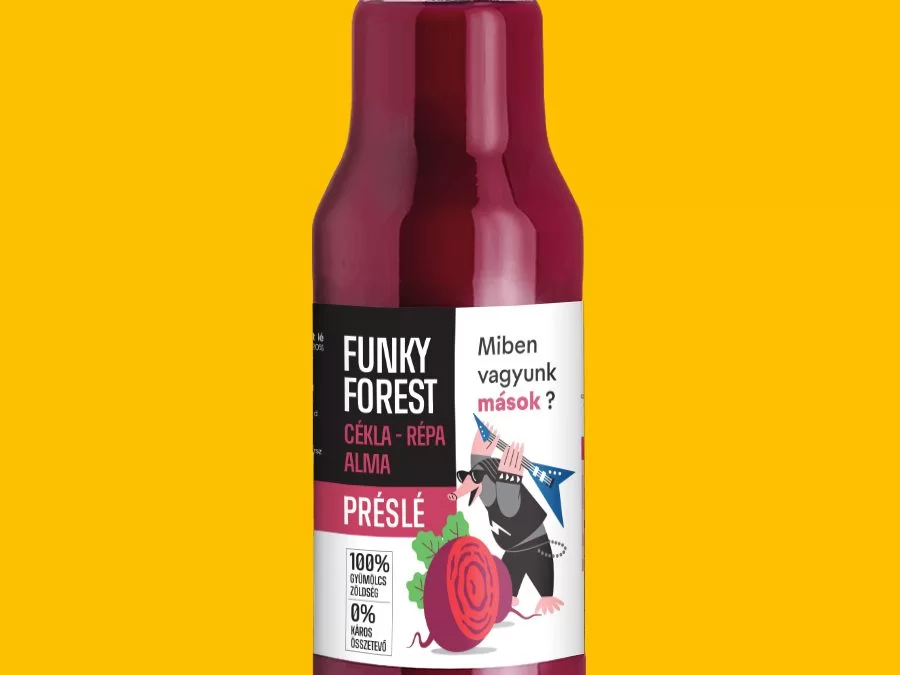 FUNKY
FOREST
CÉKLA - RÉPA
ALMA
PRÉSLÉ
100%
GYÜMÖLCS
ZÖLDSÉG
0%
KÁROS
ÖSSZETEVŐ
Miben
vagyunk
mások ?